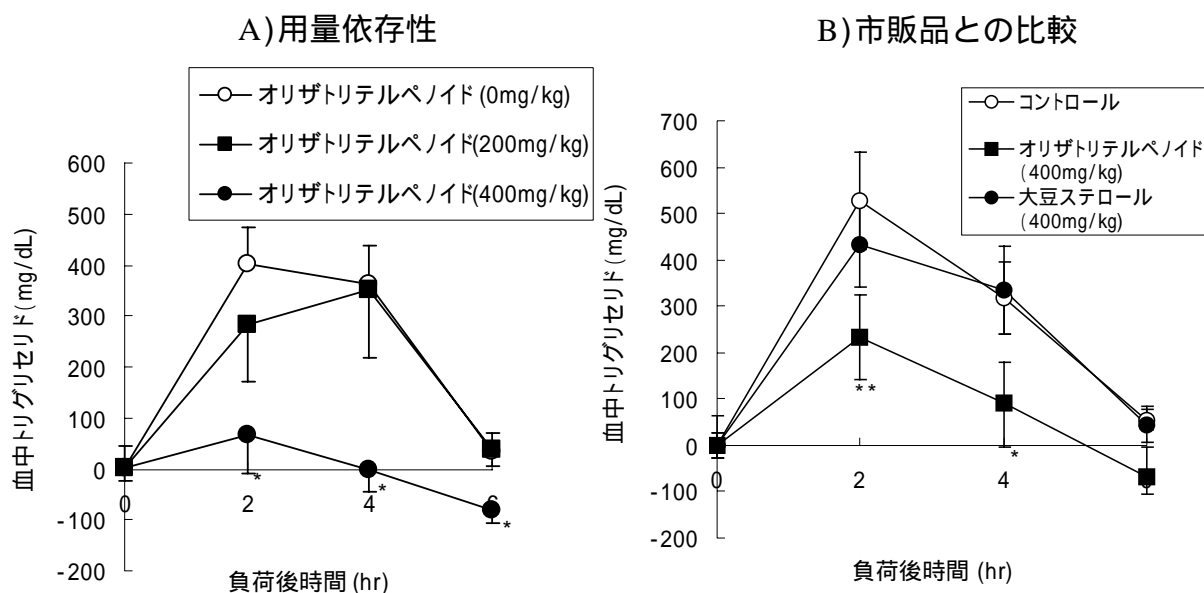 A)用量依存性
オリザトリテルペノイド(0mg/kg)
オリザトリテルペノイド(200mg/kg)
オリザトリテルペノイド(400mg/kg)
血中トリグリセリド(mg/dL)
600
500
400
300
200
100
0
-100
-200
0
2
4
6
*
*
*
負荷後時間 (hr)
B)市販品との比較
コントロール
オリザトリテルペノイド
(400mg/kg)
大豆ステロール
(400mg/kg)
血中トリグリセリド(mg/dL)
700
600
500
400
300
200
100
0
-100
-200
0
2
4
**
*
負荷後時間 (hr)